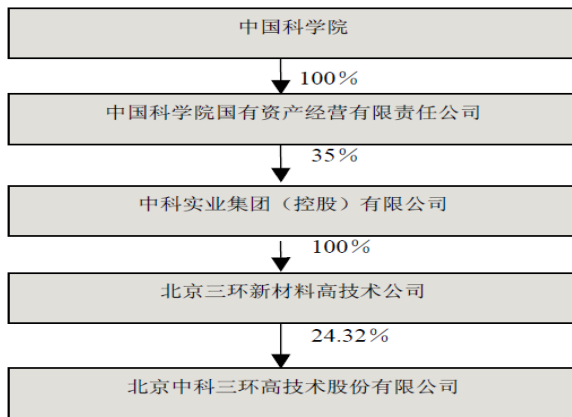 中国科学院
100%
中国科学院国有资产经营有限责任公司
35%
中科实业集团（控股）有限公司
100%
北京三环新材料高技术公司
24.32%
北京中科三环高技术股份有限公司